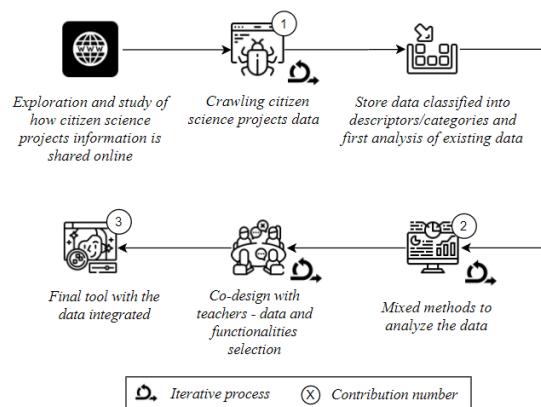 WWW
1
Exploration and study of
how citizen science
projects information is
shared online
Crawling citizen
science projects data
Store data classified into
descriptors/categories and
first analysis of existing data
3
2
Final tool with the
data integrated
Co-design with
teachers - data and
functionalities
selection
Mixed methods to
analyze the data
Iterative process
X Contribution number